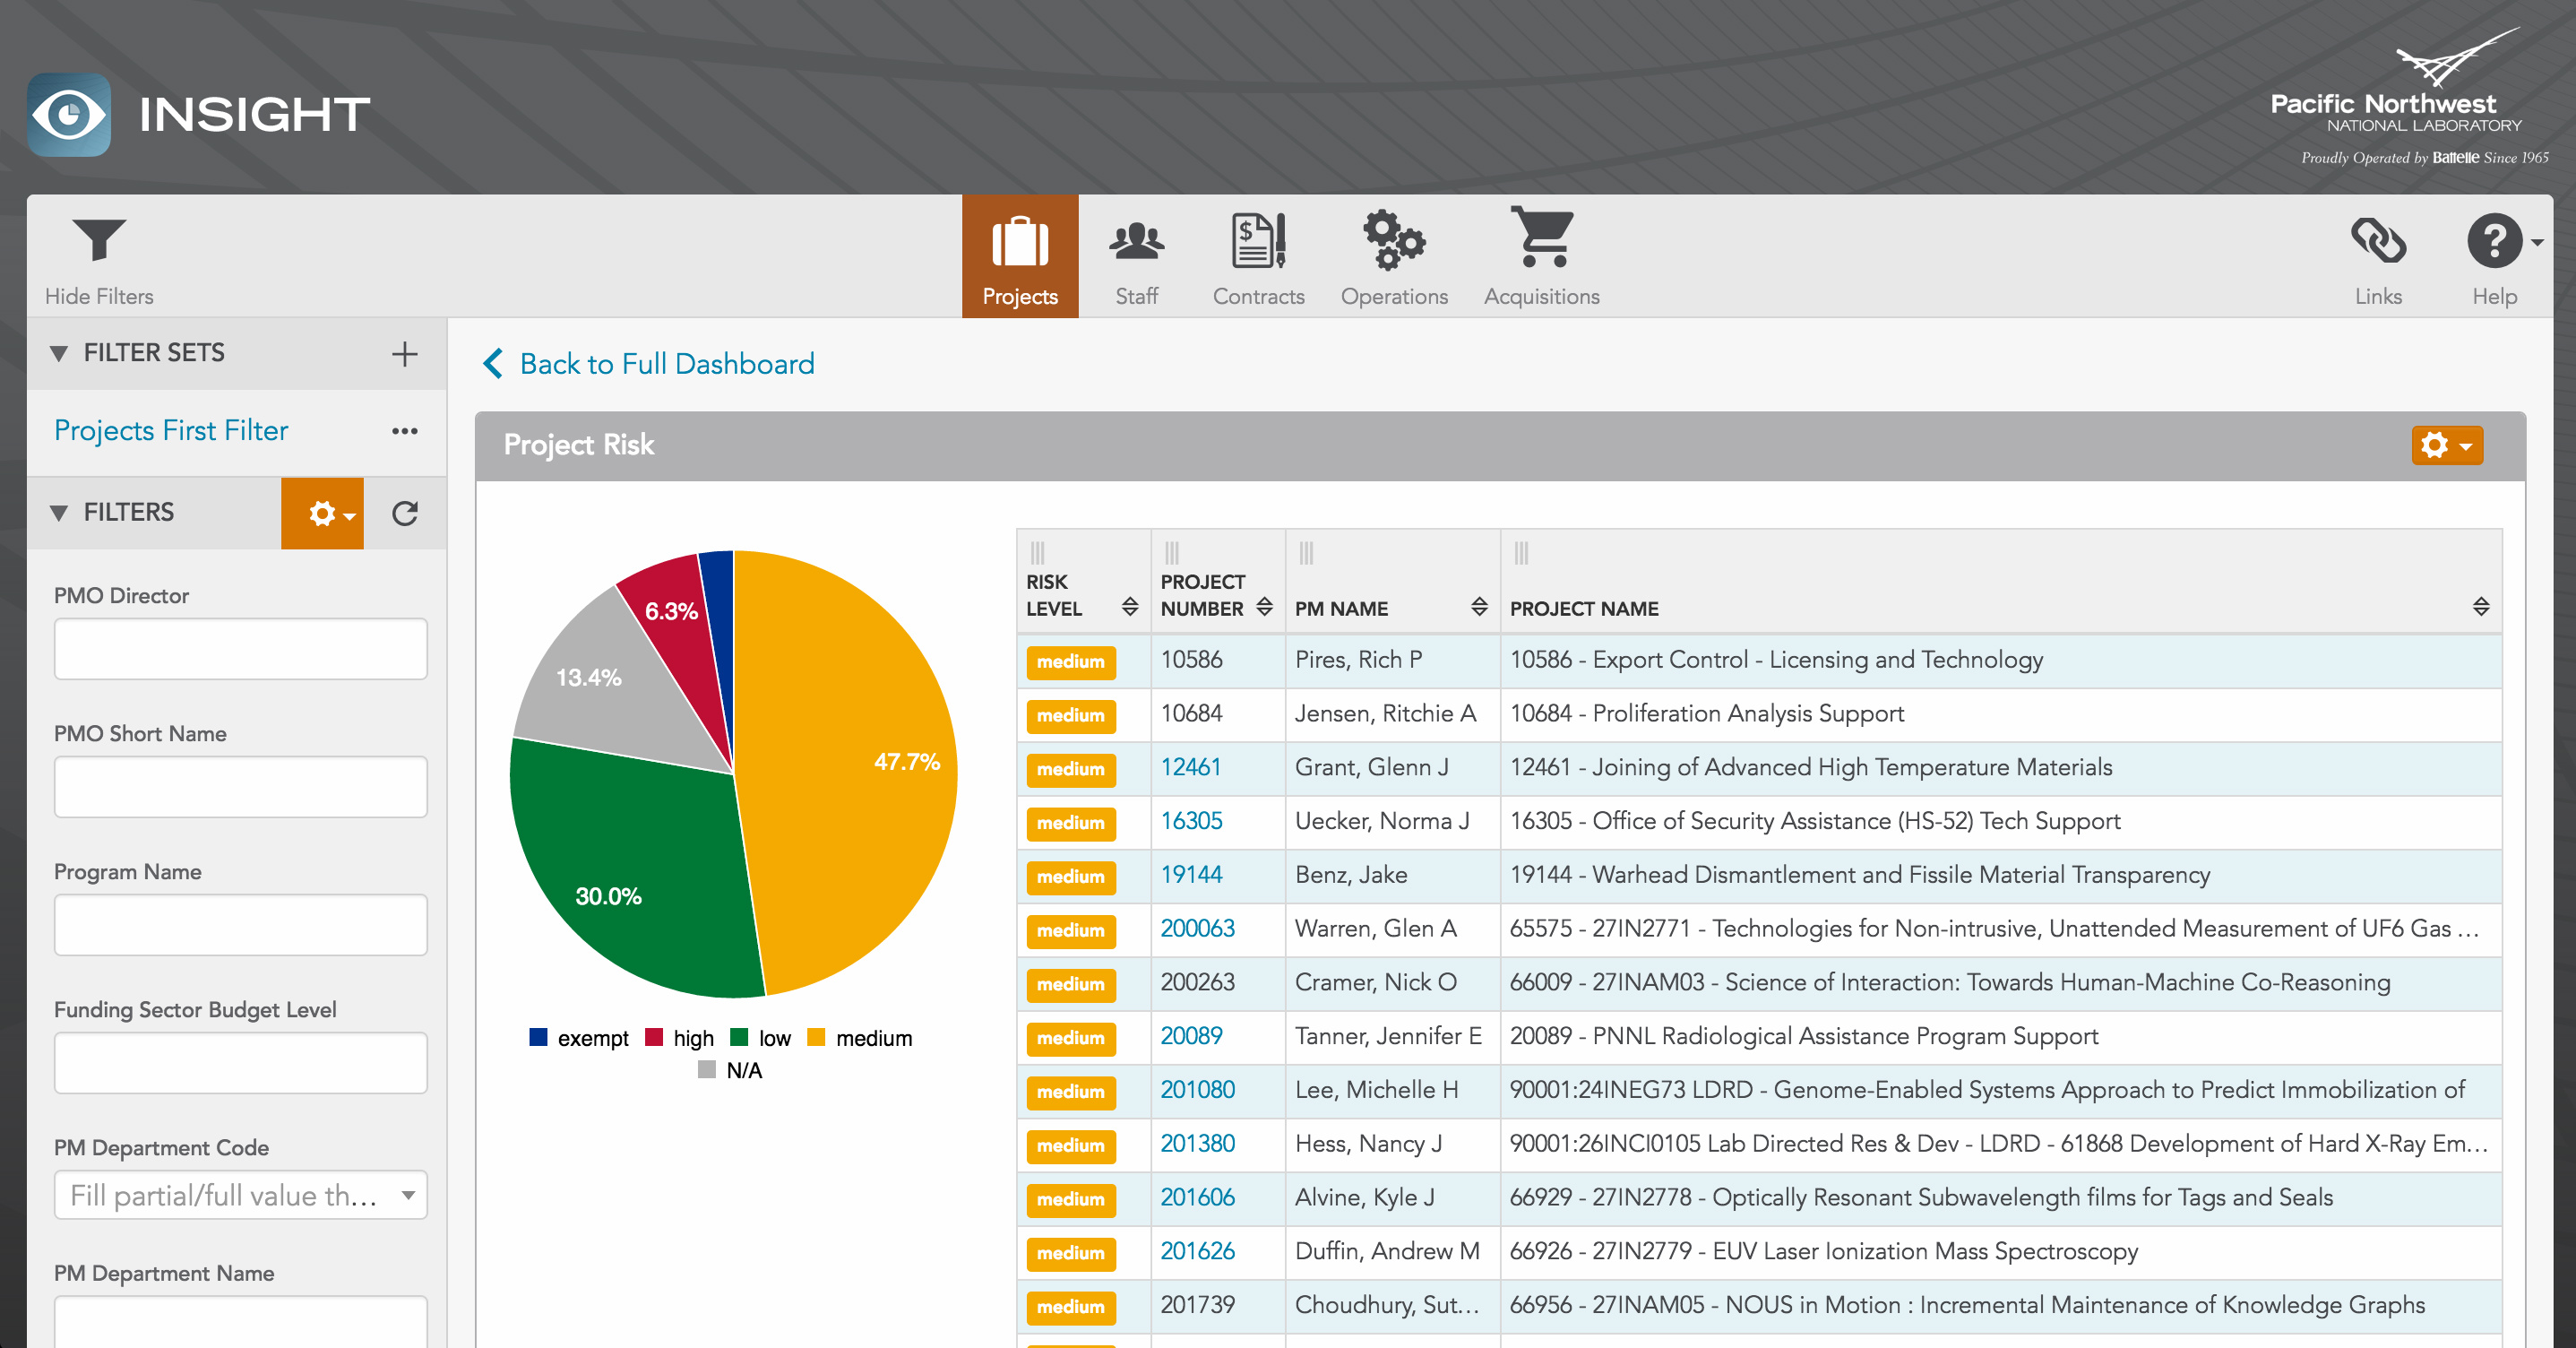 INSIGHT
Pacific Northwest
NATIONAL LABORATORY
Proudly Operated by Battelle Since 1965
Hide Filters
Projects
Staff
Contracts
Operations
Acquisitions
Links
Help
FILTER SETS
Projects First Filter
FILTERS
PMO Director
PMO Short Name
Program Name
Funding Sector Budget Level
PM Department Code
Fill partial/full value th...
PM Department Name
Back to Full Dashboard
Project Risk
6.3%
13.4%
47.7%
30.0%
exempt high low medium
N/A
RISK LEVEL PROJECT NUMBER PM NAME PROJECT NAME
medium 10586 Pires, Rich P 10586 - Export Control - Licensing and Technology
medium 10684 Jensen, Ritchie A 10684 - Proliferation Analysis Support
medium 12461 Grant, Glenn J 12461 - Joining of Advanced High Temperature Materials
medium 16305 Uecker, Norma J 16305 - Office of Security Assistance (HS-52) Tech Support
medium 19144 Benz, Jake 19144 - Warhead Dismantlement and Fissile Material Transparency
medium 200063 Warren, Glen A 65575 - 27IN2771 - Technologies for Non-intrusive, Unattended Measurement of UF6 Gas ...
medium 200263 Cramer, Nick O 66009 - 27INAM03 - Science of Interaction: Towards Human-Machine Co-Reasoning
medium 20089 Tanner, Jennifer E 20089 - PNNL Radiological Assistance Program Support
medium 201080 Lee, Michelle H 90001:24INEG73 LDRD - Genome-Enabled Systems Approach to Predict Immobilization of
medium 201380 Hess, Nancy J 90001:26INCI0105 Lab Directed Res & Dev - LDRD - 61868 Development of Hard X-Ray Em...
medium 201606 Alvine, Kyle J 66929 - 27IN2778 - Optically Resonant Subwavelength films for Tags and Seals
medium 201626 Duffin, Andrew M 66926 - 27IN2779 - EUV Laser Ionization Mass Spectroscopy
medium 201739 Choudhury, Sut... 66956 - 27INAM05 - NOUS in Motion : Incremental Maintenance of Knowledge Graphs